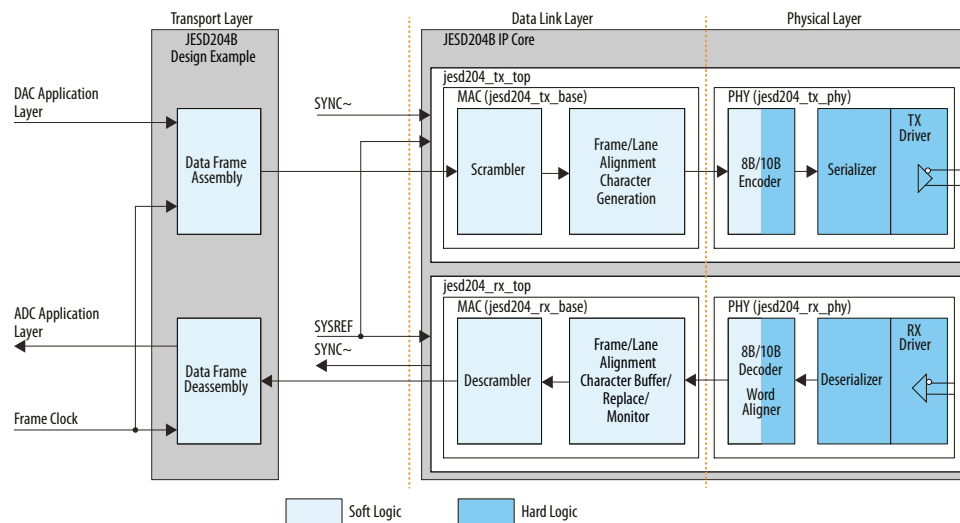 Transport Layer
Data Link Layer
Physical Layer
JESD204B
Design Example
JESD204B IP Core
jesd204_tx_top
DAC Application
Layer
SYNC~
MAC (jesd204_tx_base)
PHY (jesd204_tx_phy)
Data Frame
Assembly
Scrambler
Frame/Lane
Alignment
Character
Generation
8B/10B
Encoder
Serializer
TX
Driver
jesd204_rx_top
ADC Application
Layer
SYSREF
SYNC~
MAC (jesd204_rx_base)
PHY (jesd204_rx_phy)
Data Frame
Deassembly
Descrambler
Frame/Lane
Alignment
Character Buffer/
Replace/
Monitor
8B/10B
Decoder
Word
Aligner
Deserializer
RX
Driver
Frame Clock
Soft Logic
Hard Logic